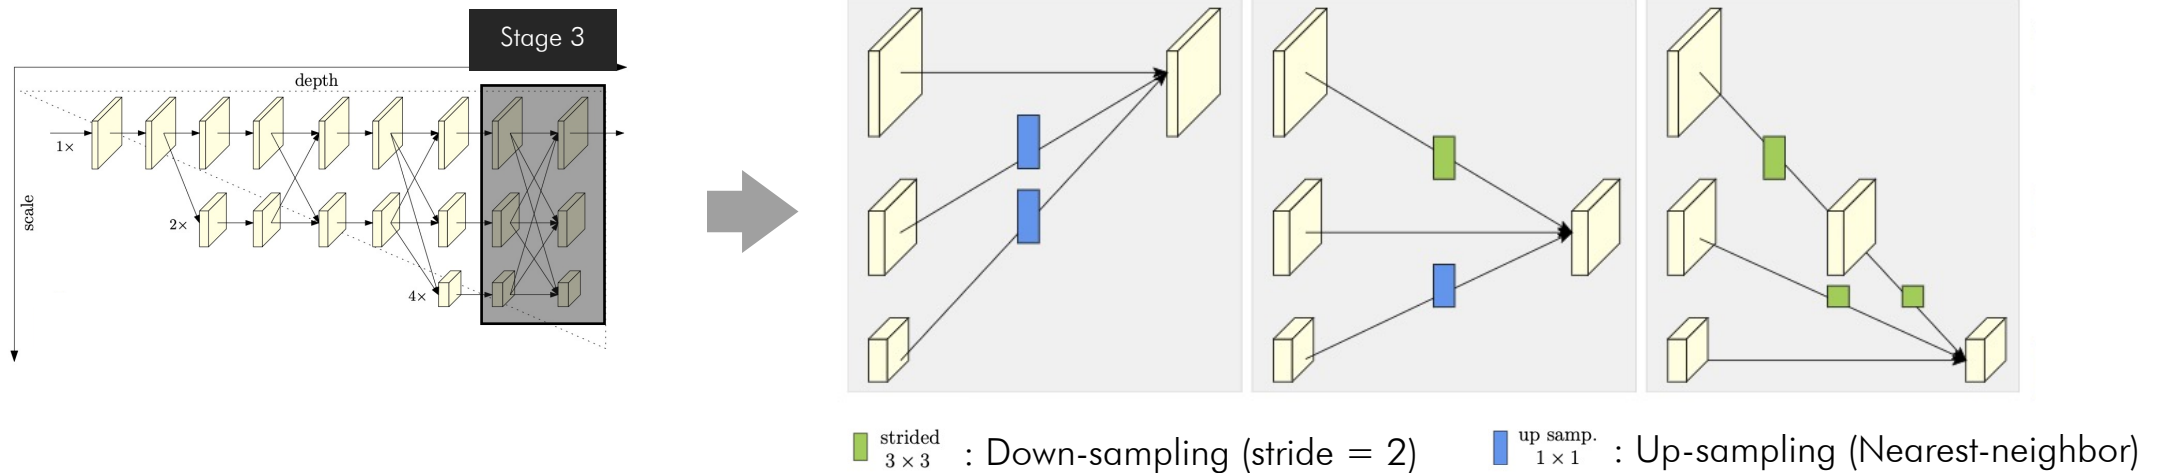 Stage 3
depth
scale
1×
2×
4×
strided
3 × 3
: Down-sampling (stride = 2)
up samp.
1 × 1
: Up-sampling (Nearest-neighbor)